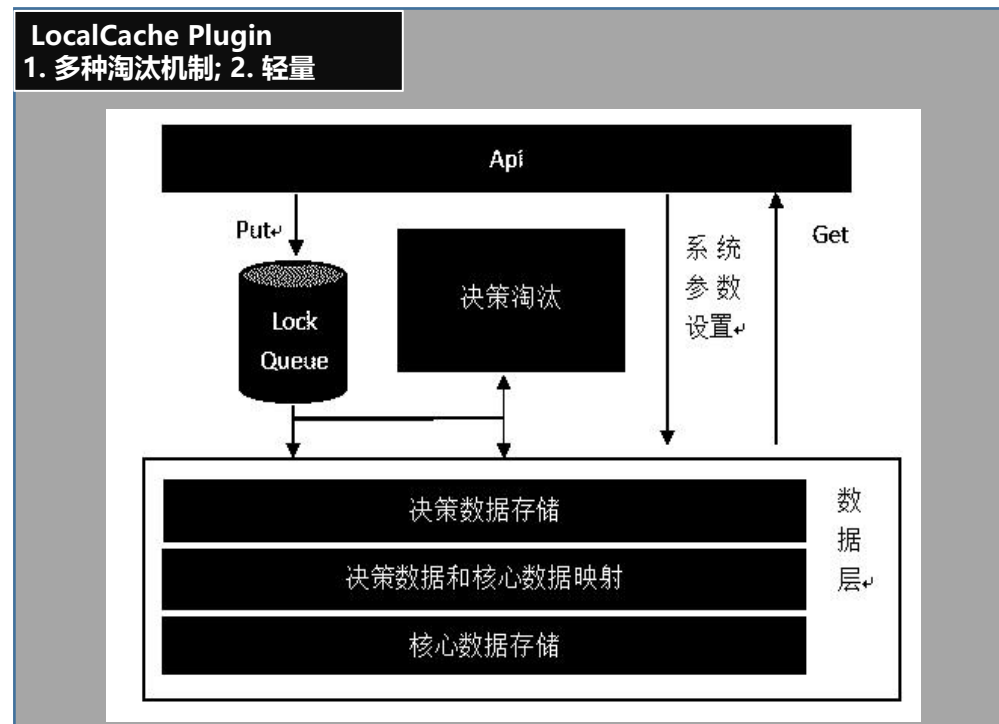 LocalCache Plugin
1. 多种淘汰机制; 2. 轻量
Api
Put
Get
Lock
Queue
决策淘汰
系 统
参 数
设置
决策数据存储
决策数据和核心数据映射
核心数据存储
数
据
层